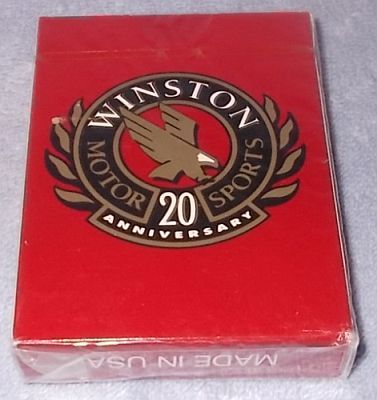 WINSTON
MOTOR SPORTS
20
ANNIVERSARY
MADE IN USA